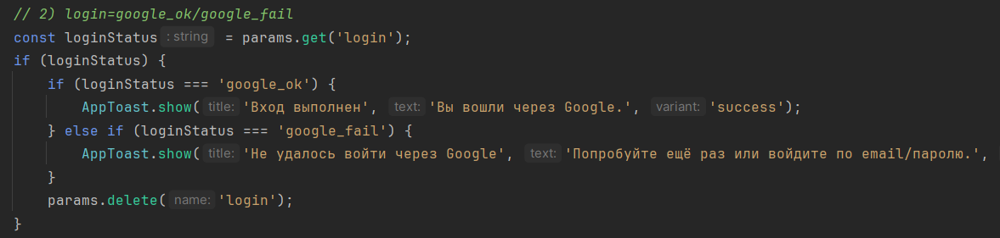 // 2) login=google_ok/google_fail
const loginStatus : string = params.get('login');
if (loginStatus) {
if (loginStatus === 'google_ok') {
AppToast.show( title: 'Вход выполнен', text: 'Вы вошли через Google.', variant: 'success');
} else if (loginStatus === 'google_fail') {
AppToast.show( title: 'Не удалось войти через Google', text: 'Попробуйте ещё раз или войдите по email/паролю.',
}
params.delete( name: 'login');
}